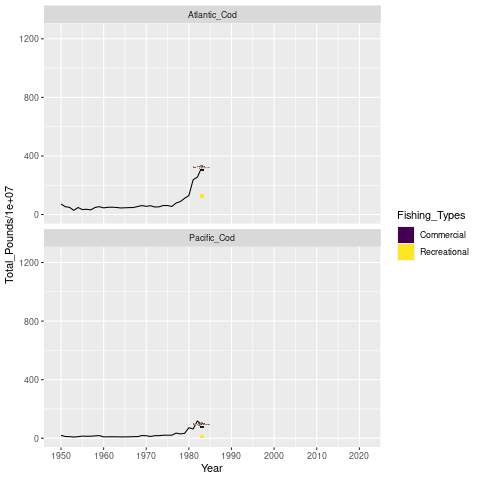 Atlantic_Cod
1200
800
400
0
Pacific_Cod
1200
800
400
0
1950 1960 1970 1980 1990 2000 2010 2020
Year
Total_Pounds/1e+07
Fishing_Types
Commercial
Recreational